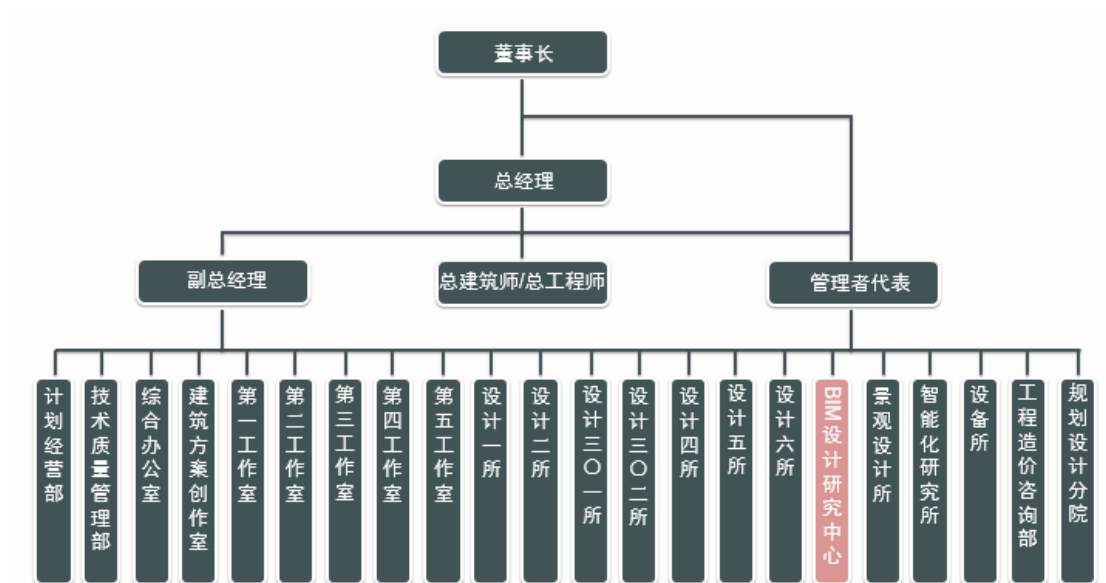 董事长
总经理
副总经理
总建筑师/总工程师
管理者代表
计划经营部
技术质量管理部
综合办公室
建筑方案创作室
第一工作室
第二工作室
第三工作室
第四工作室
第五工作室
设计一所
设计二所
设计三〇一所
设计三〇二所
设计四所
设计五所
设计六所
BIM设计研究中心
景观设计所
智能化研究所
设备所
工程造价咨询部
规划设计分院